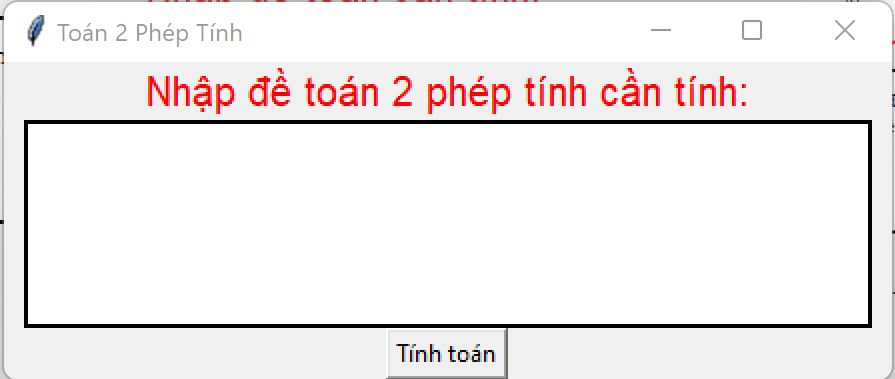 Toán 2 Phép Tính
Nhập đề toán 2 phép tính cần tính:
Tính toán